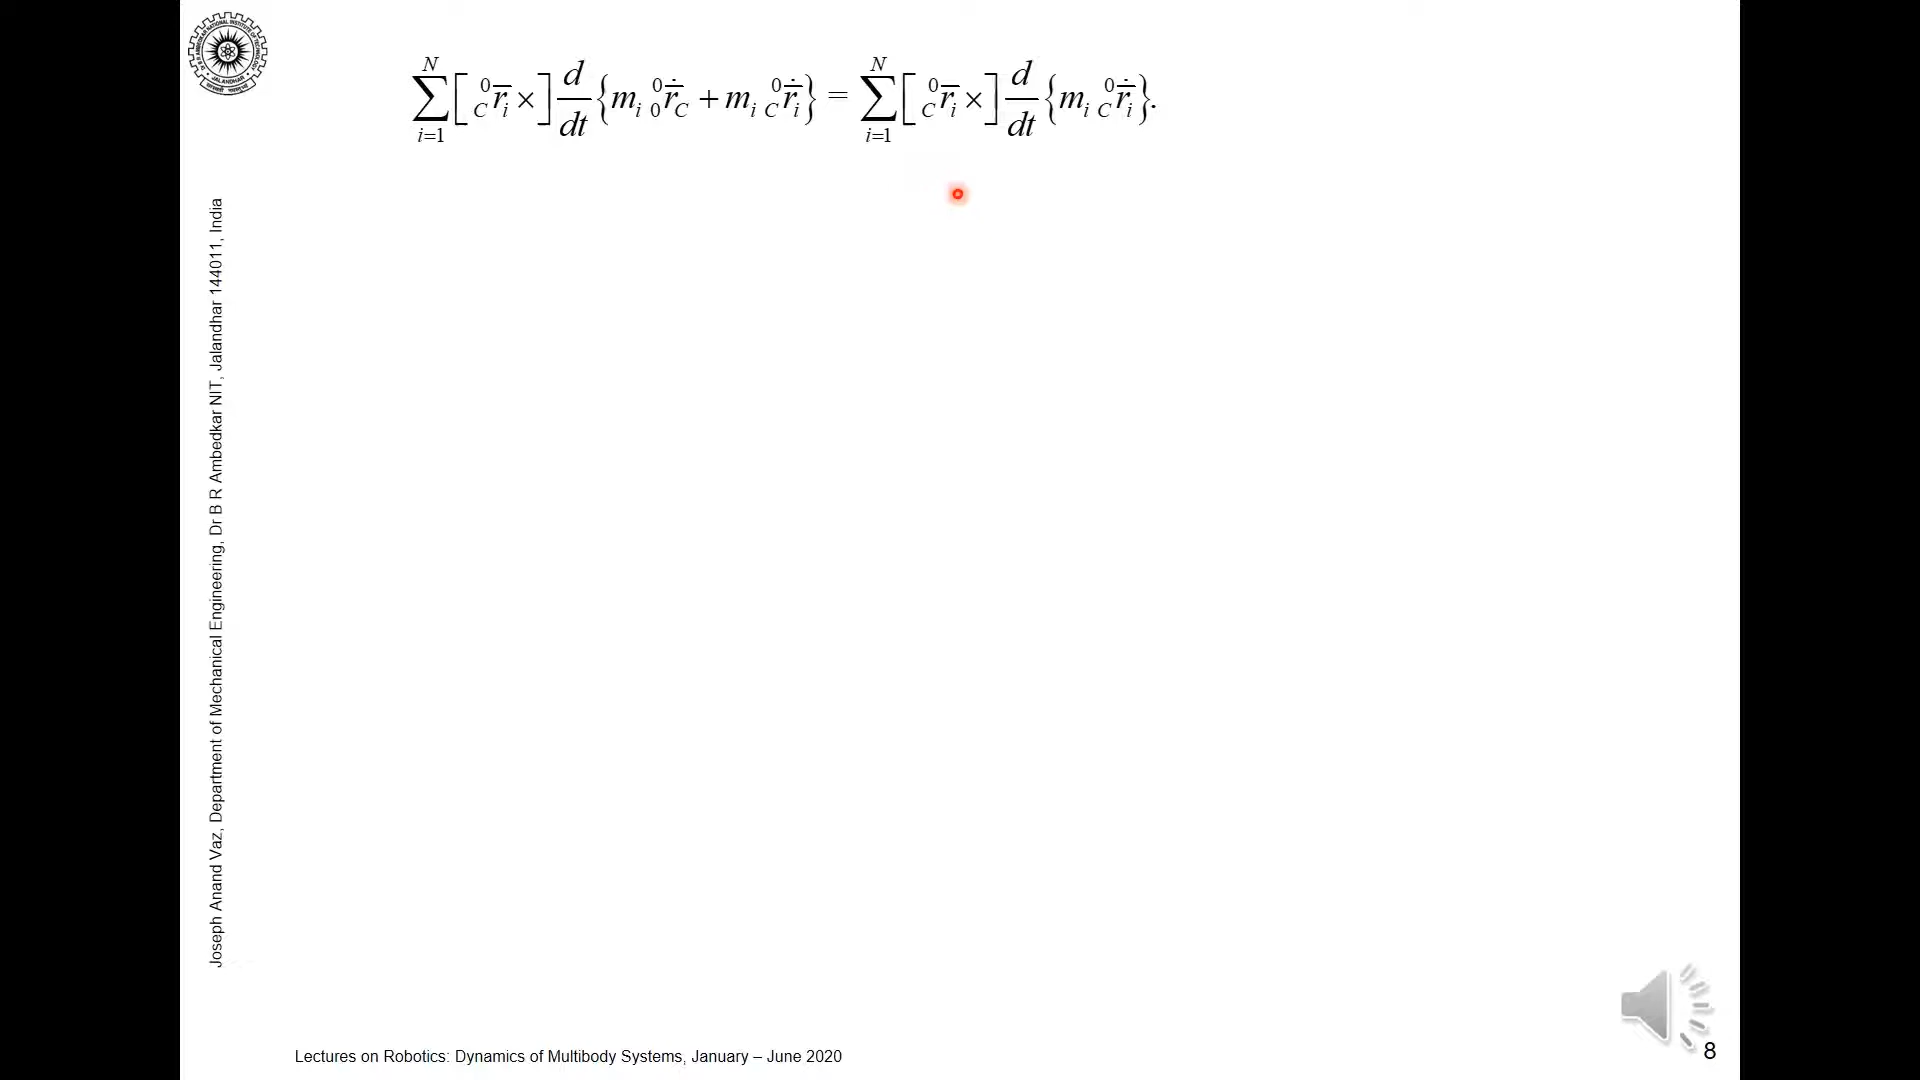 $$\sum_{i=1}^{N}\left[{}_{C}^{0}\overline{r}_{i}\times\right]\frac{d}{dt}\left\{m_{i}\,{}_{0}^{0}\dot{\overline{r}}_{C}+m_{i}\,{}_{C}^{0}\dot{\overline{r}}_{i}\right\}=\sum_{i=1}^{N}\left[{}_{C}^{0}\overline{r}_{i}\times\right]\frac{d}{dt}\left\{m_{i}\,{}_{C}^{0}\dot{\overline{r}}_{i}\right\}.$$
Joseph Anand Vaz, Department of Mechanical Engineering, Dr B R Ambedkar NIT, Jalandhar 144011, India
Lectures on Robotics: Dynamics of Multibody Systems, January – June 2020
8